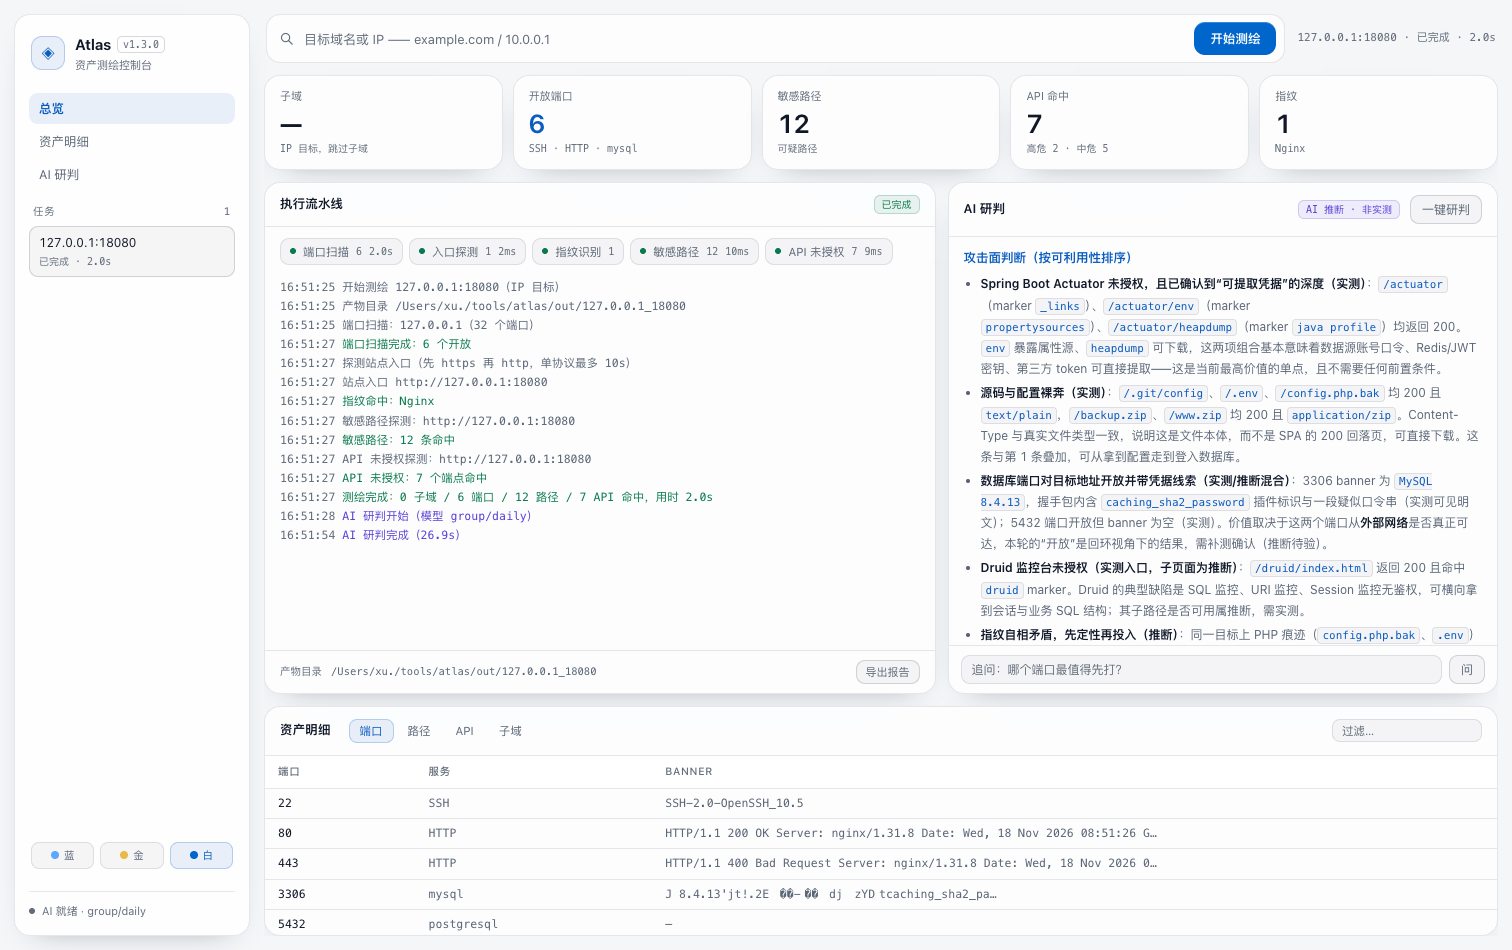 Atlas v1.3.0
资产测绘控制台
总览
资产明细
AI 研判
任务 1
127.0.0.1:18080
已完成 · 2.0s
蓝 金 白
AI 就绪 · group/daily
目标域名或 IP —— example.com / 10.0.0.1
开始测绘
127.0.0.1:18080 · 已完成 · 2.0s
子域
—
IP 目标，跳过子域
开放端口
6
SSH · HTTP · mysql
敏感路径
12
可疑路径
API 命中
7
高危 2 · 中危 5
指纹
1
Nginx
执行流水线 已完成
端口扫描 6 2.0s 入口探测 1 2ms 指纹识别 1 敏感路径 12 10ms API 未授权 7 9ms
16:51:25 开始测绘 127.0.0.1:18080（IP 目标）
16:51:25 产物目录 /Users/xu./tools/atlas/out/127.0.0.1_18080
16:51:25 端口扫描：127.0.0.1（32 个端口）
16:51:27 端口扫描完成：6 个开放
16:51:27 探测站点入口（先 https 再 http，单协议最多 10s）
16:51:27 站点入口 http://127.0.0.1:18080
16:51:27 指纹命中：Nginx
16:51:27 敏感路径探测：http://127.0.0.1:18080
16:51:27 敏感路径：12 条命中
16:51:27 API 未授权探测：http://127.0.0.1:18080
16:51:27 API 未授权：7 个端点命中
16:51:27 测绘完成：0 子域 / 6 端口 / 12 路径 / 7 API 命中，用时 2.0s
16:51:28 AI 研判开始（模型 group/daily）
16:51:54 AI 研判完成（26.9s）
产物目录 /Users/xu./tools/atlas/out/127.0.0.1_18080
导出报告
AI 研判 AI 推断 · 非实测 一键研判
攻击面判断（按可利用性排序）
• Spring Boot Actuator 未授权，且已确认到“可提取凭据”的深度（实测）：/actuator
（marker _links）、/actuator/env（marker
propertysources）、/actuator/heapdump（marker java profile）均返回 200。
env 暴露属性源、heapdump 可下载，这两项组合基本意味着数据源账号口令、Redis/JWT
密钥、第三方 token 可直接提取——这是当前最高价值的单点，且不需要任何前置条件。
• 源码与配置裸奔（实测）：/.git/config、/.env、/config.php.bak 均 200 且
text/plain，/backup.zip、/www.zip 均 200 且 application/zip。Content-
Type 与真实文件类型一致，说明这是文件本体，而不是 SPA 的 200 回落页，可直接下载。这
条与第 1 条叠加，可从拿到配置走到登入数据库。
• 数据库端口对目标地址开放并带凭据线索（实测/推断混合）：3306 banner 为 MySQL
8.4.13，握手包内含 caching_sha2_password 插件标识与一段疑似口令串（实测可见明
文）；5432 端口开放但 banner 为空（实测）。价值取决于这两个端口从外部网络是否真正可
达，本轮的“开放”是回环视角下的结果，需补测确认（推断待验）。
• Druid 监控台未授权（实测入口，子页面为推断）：/druid/index.html 返回 200 且命中
druid marker。Druid 的典型缺陷是 SQL 监控、URI 监控、Session 监控无鉴权，可横向拿
到会话与业务 SQL 结构；其子路径是否可用属推断，需实测。
• 指纹自相矛盾，先定性再投入（推断）：同一目标上 PHP 痕迹（config.php.bak、.env）
追问：哪个端口最值得先打？ 问
资产明细 端口 路径 API 子域 过滤…
端口 服务 BANNER
22 SSH SSH-2.0-OpenSSH_10.5
80 HTTP HTTP/1.1 200 OK Server: nginx/1.31.8 Date: Wed, 18 Nov 2026 08:51:26 G…
443 HTTP HTTP/1.1 400 Bad Request Server: nginx/1.31.8 Date: Wed, 18 Nov 2026 0…
3306 mysql J 8.4.13'jt!.2E ��-�� dj zYD tcaching_sha2_pa…
5432 postgresql —